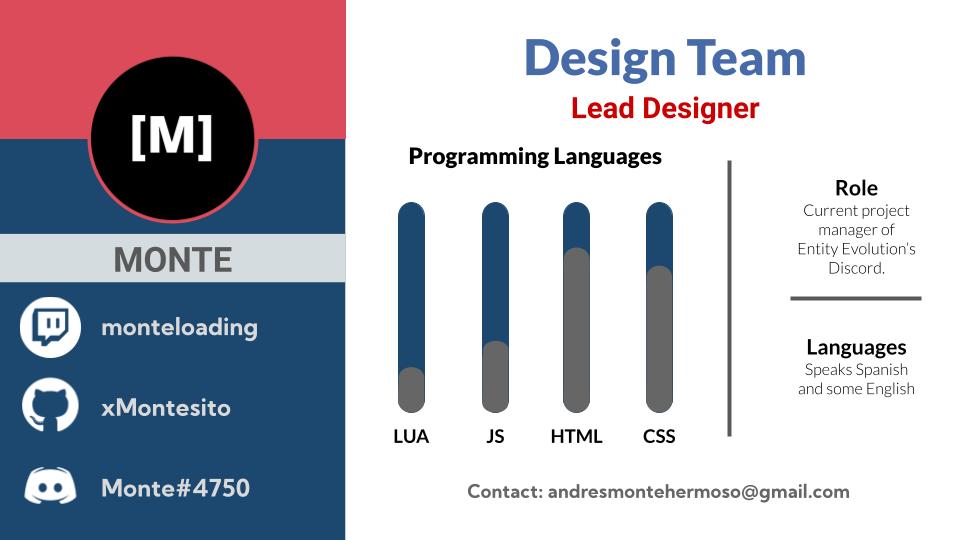 [M]
MONTE
monteloading
xMontesito
Monte#4750
Design Team
Lead Designer
Programming Languages
LUA
JS
HTML
CSS
Role
Current project
manager of
Entity Evolution's
Discord.
Languages
Speaks Spanish
and some English
Contact: andresmontehermoso@gmail.com